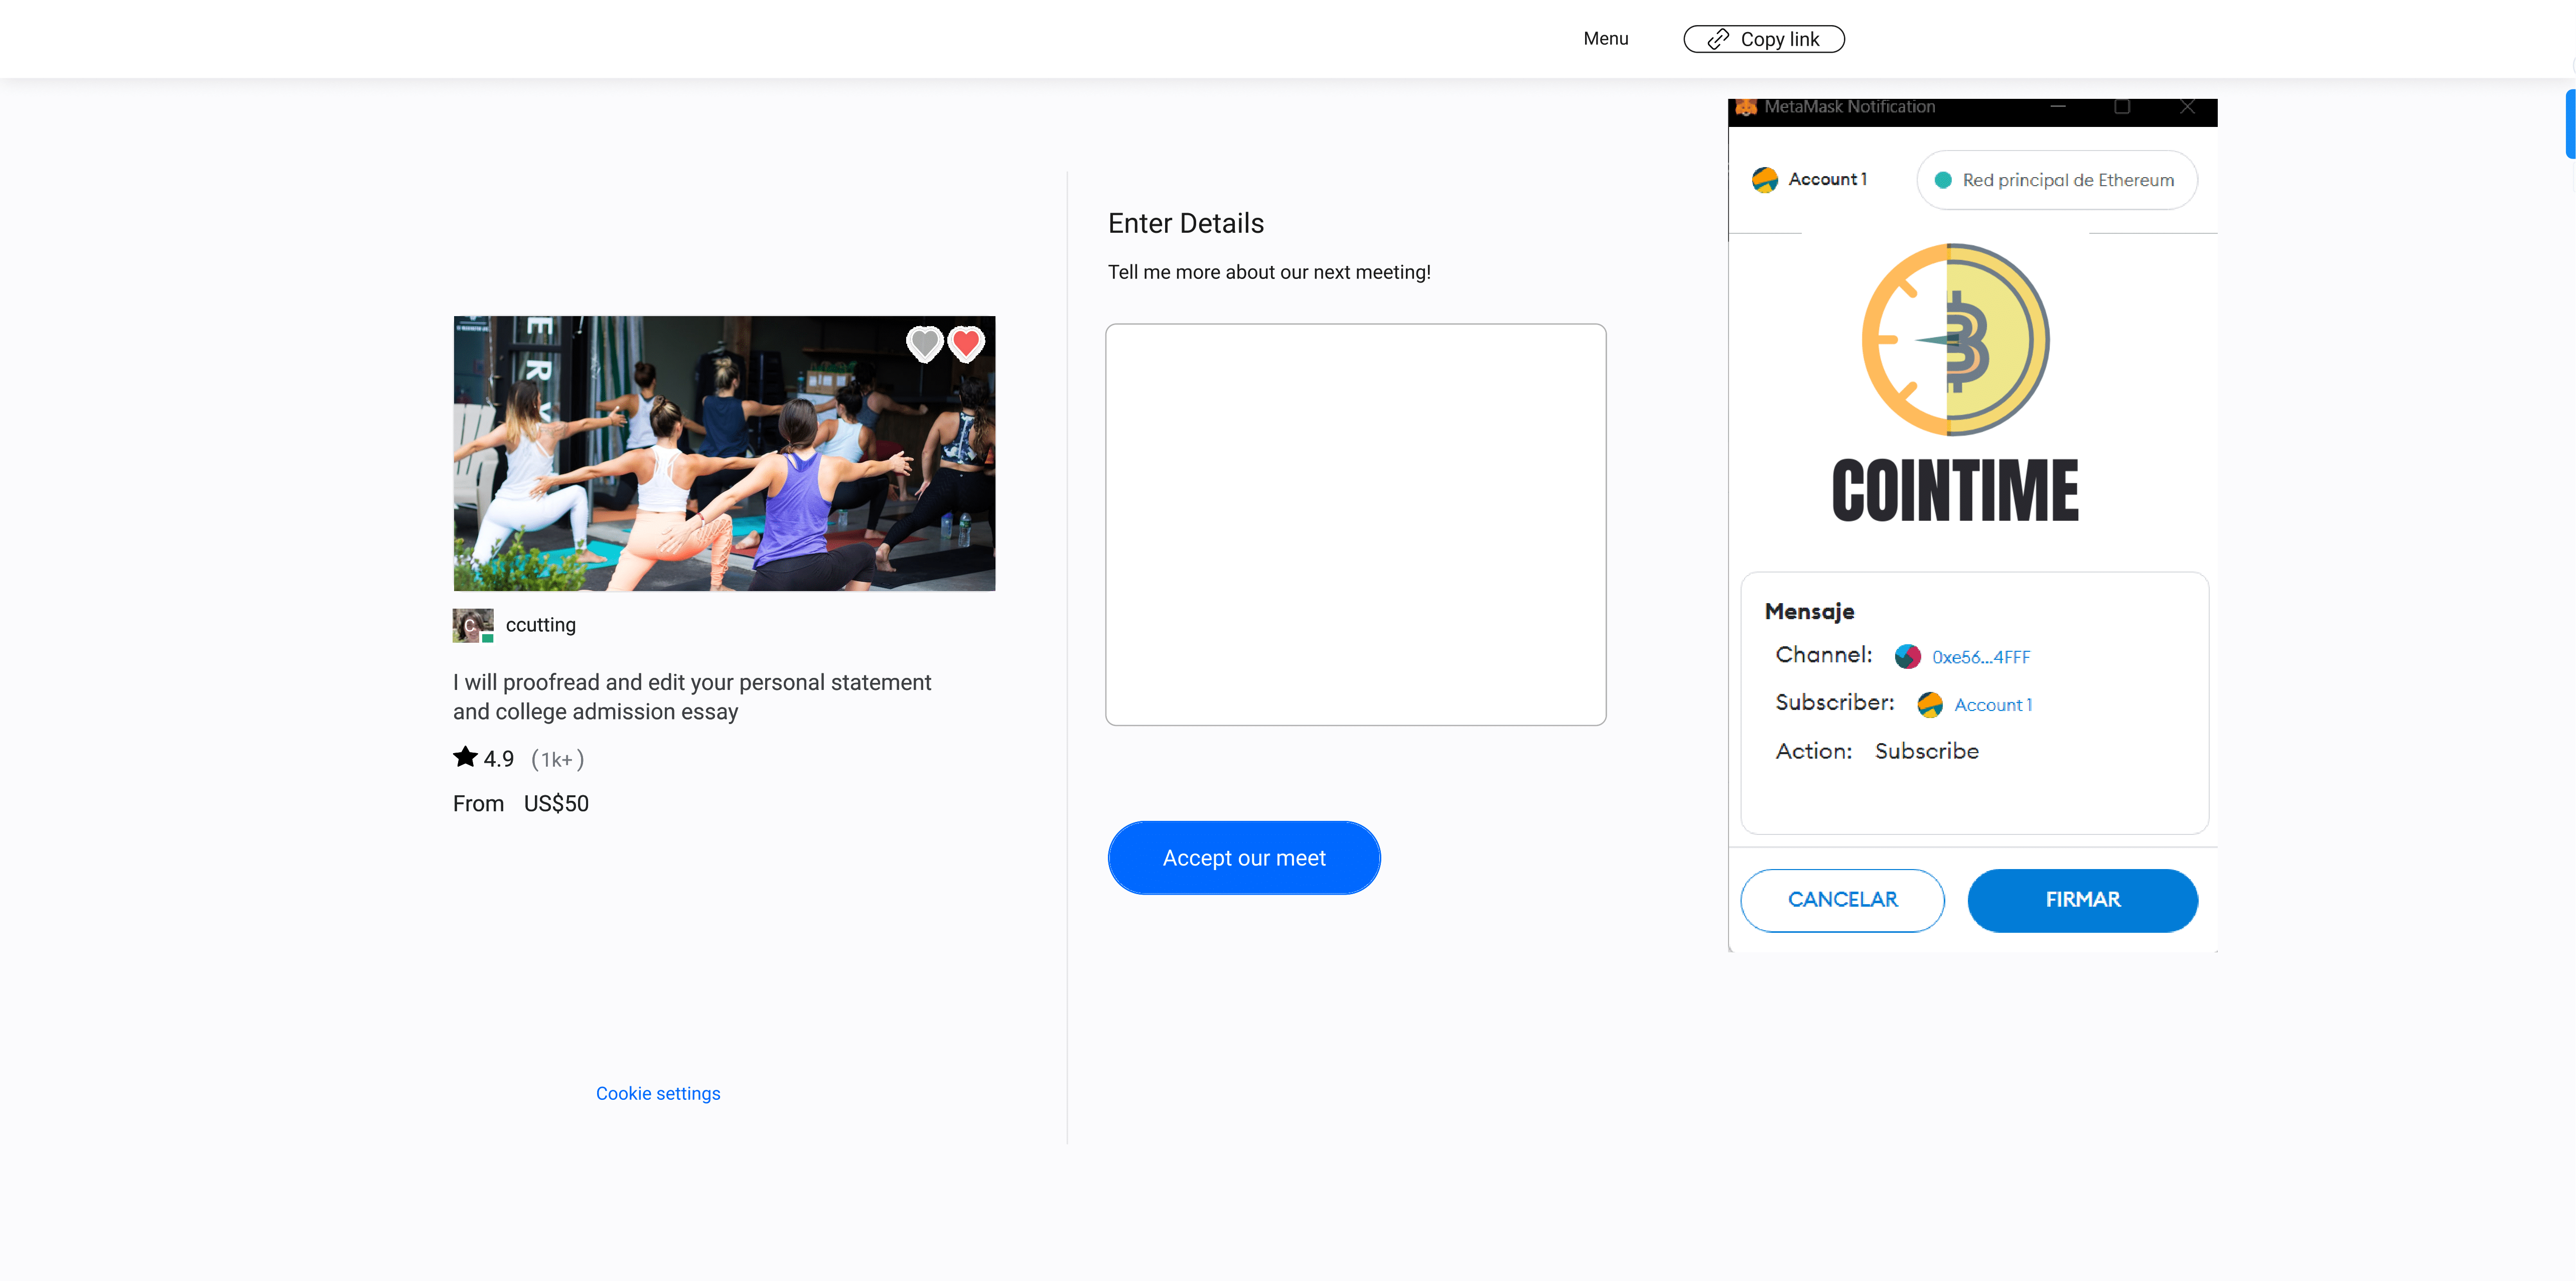 Menu
Copy link
MetaMask Notification
Account 1
Red principal de Ethereum
Enter Details
Tell me more about our next meeting!
COINTIME
ccutting
I will proofread and edit your personal statement
and college admission essay
4.9 (1k+)
From US$50
Accept our meet
Mensaje
Channel: 0xe56...4FFF
Subscriber: Account 1
Action: Subscribe
CANCELAR
FIRMAR
Cookie settings